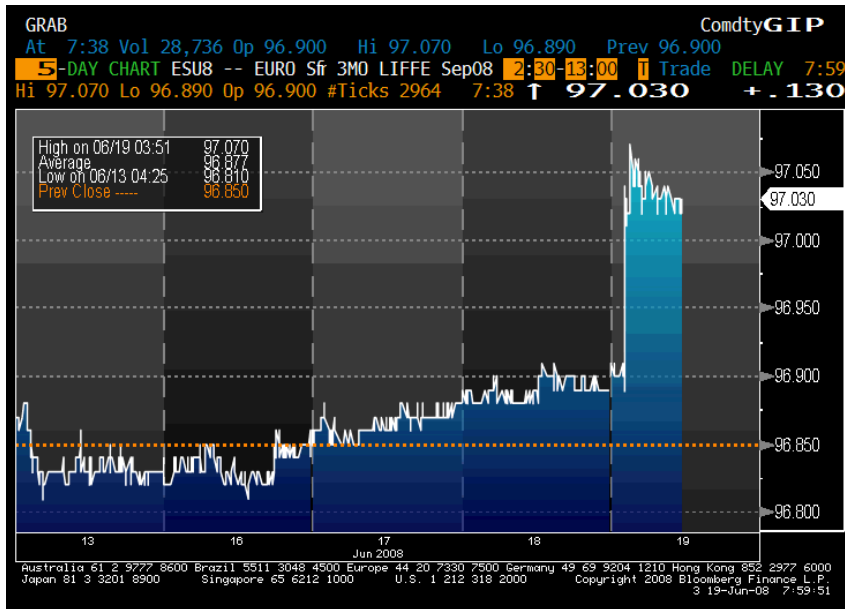 GRAB ComdtyGIP
At 7:38 Vol 28,736 Op 96.900 Hi 97.070 Lo 96.890 Prev 96.900
5-DAY CHART ESU8 -- EURO Sfr 3MO LIFFE Sep08 2:30-13:00 T Trade DELAY 7:59
Hi 97.070 Lo 96.890 Op 96.900 #Ticks 2964 7:38 ↑ 97.030 +.130
High on 06/19 03:51 97.070
Average 96.877
Low on 06/13 04:25 96.810
Prev Close ----- 96.850
97.050
97.030
97.000
96.950
96.900
96.850
96.800
13 16 17 18 19
Jun 2008
Australia 61 2 9777 8600 Brazil 5511 3048 4500 Europe 44 20 7330 7500 Germany 49 69 9204 1210 Hong Kong 852 2977 6000
Japan 81 3 3201 8900 Singapore 65 6212 1000 U.S. 1 212 318 2000 Copyright 2008 Bloomberg Finance L.P.
3 19-Jun-08 7:59:51